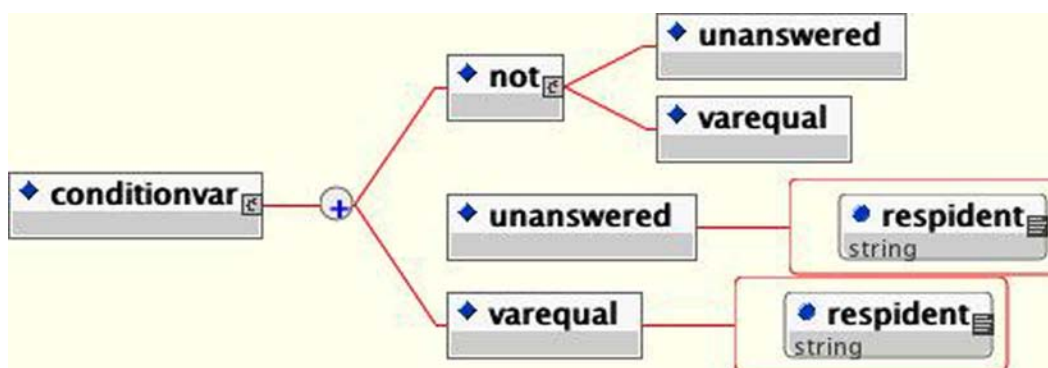 unanswered
not
varequal
conditionvar
unanswered
respident
string
varequal
respident
string